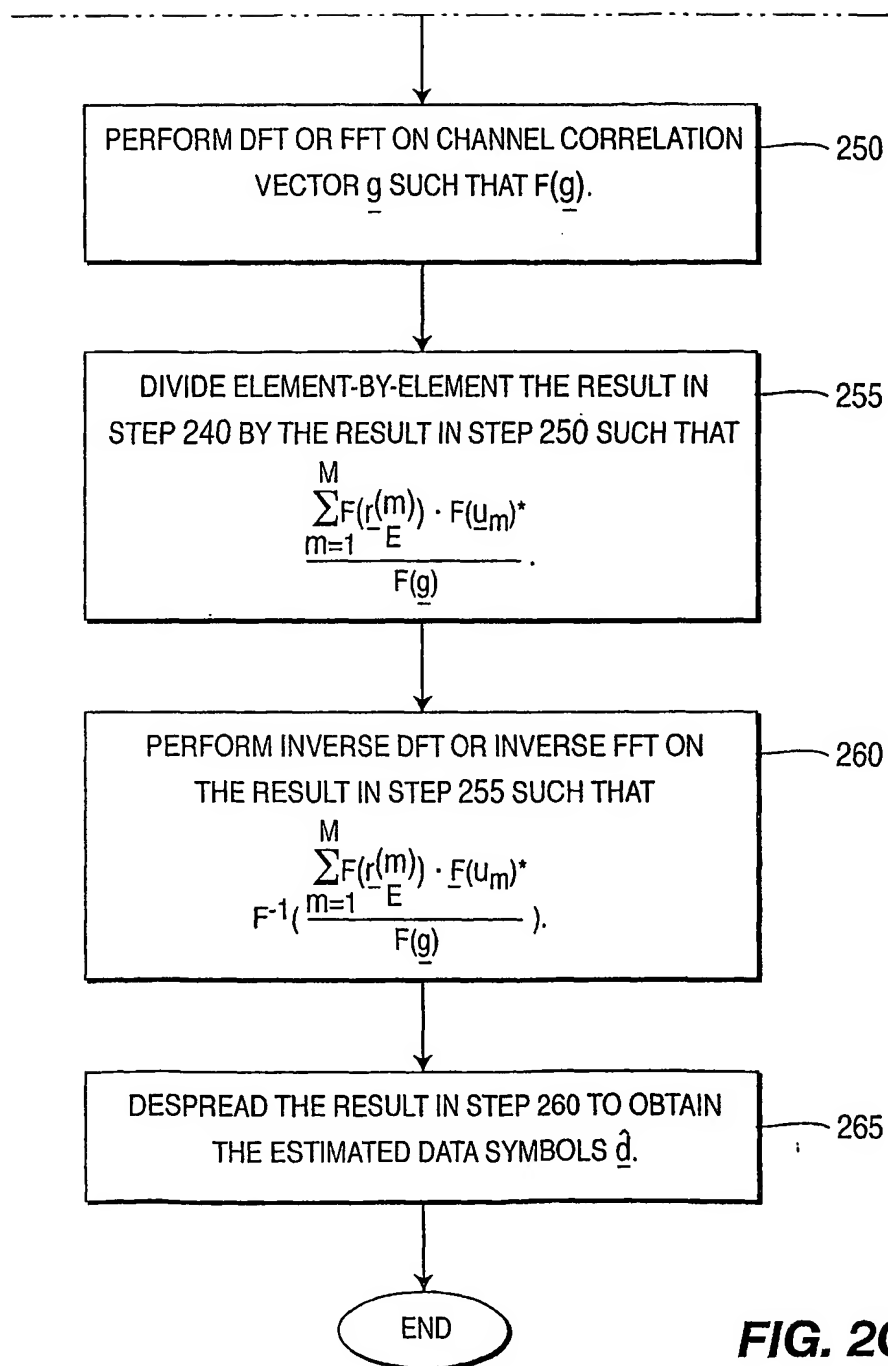 PERFORM DFT OR FFT ON CHANNEL CORRELATION
VECTOR g SUCH THAT F(g).
250
DIVIDE ELEMENT-BY-ELEMENT THE RESULT IN
STEP 240 BY THE RESULT IN STEP 250 SUCH THAT
255
M
∑F(r(m)) · F(um)*
m=1 E
F(g)
.
PERFORM INVERSE DFT OR INVERSE FFT ON
THE RESULT IN STEP 255 SUCH THAT
260
M
∑F(r(m)) · F(um)*
m=1 E
F-1( ).
F(g)
DESPREAD THE RESULT IN STEP 260 TO OBTAIN
THE ESTIMATED DATA SYMBOLS d̂.
265
END